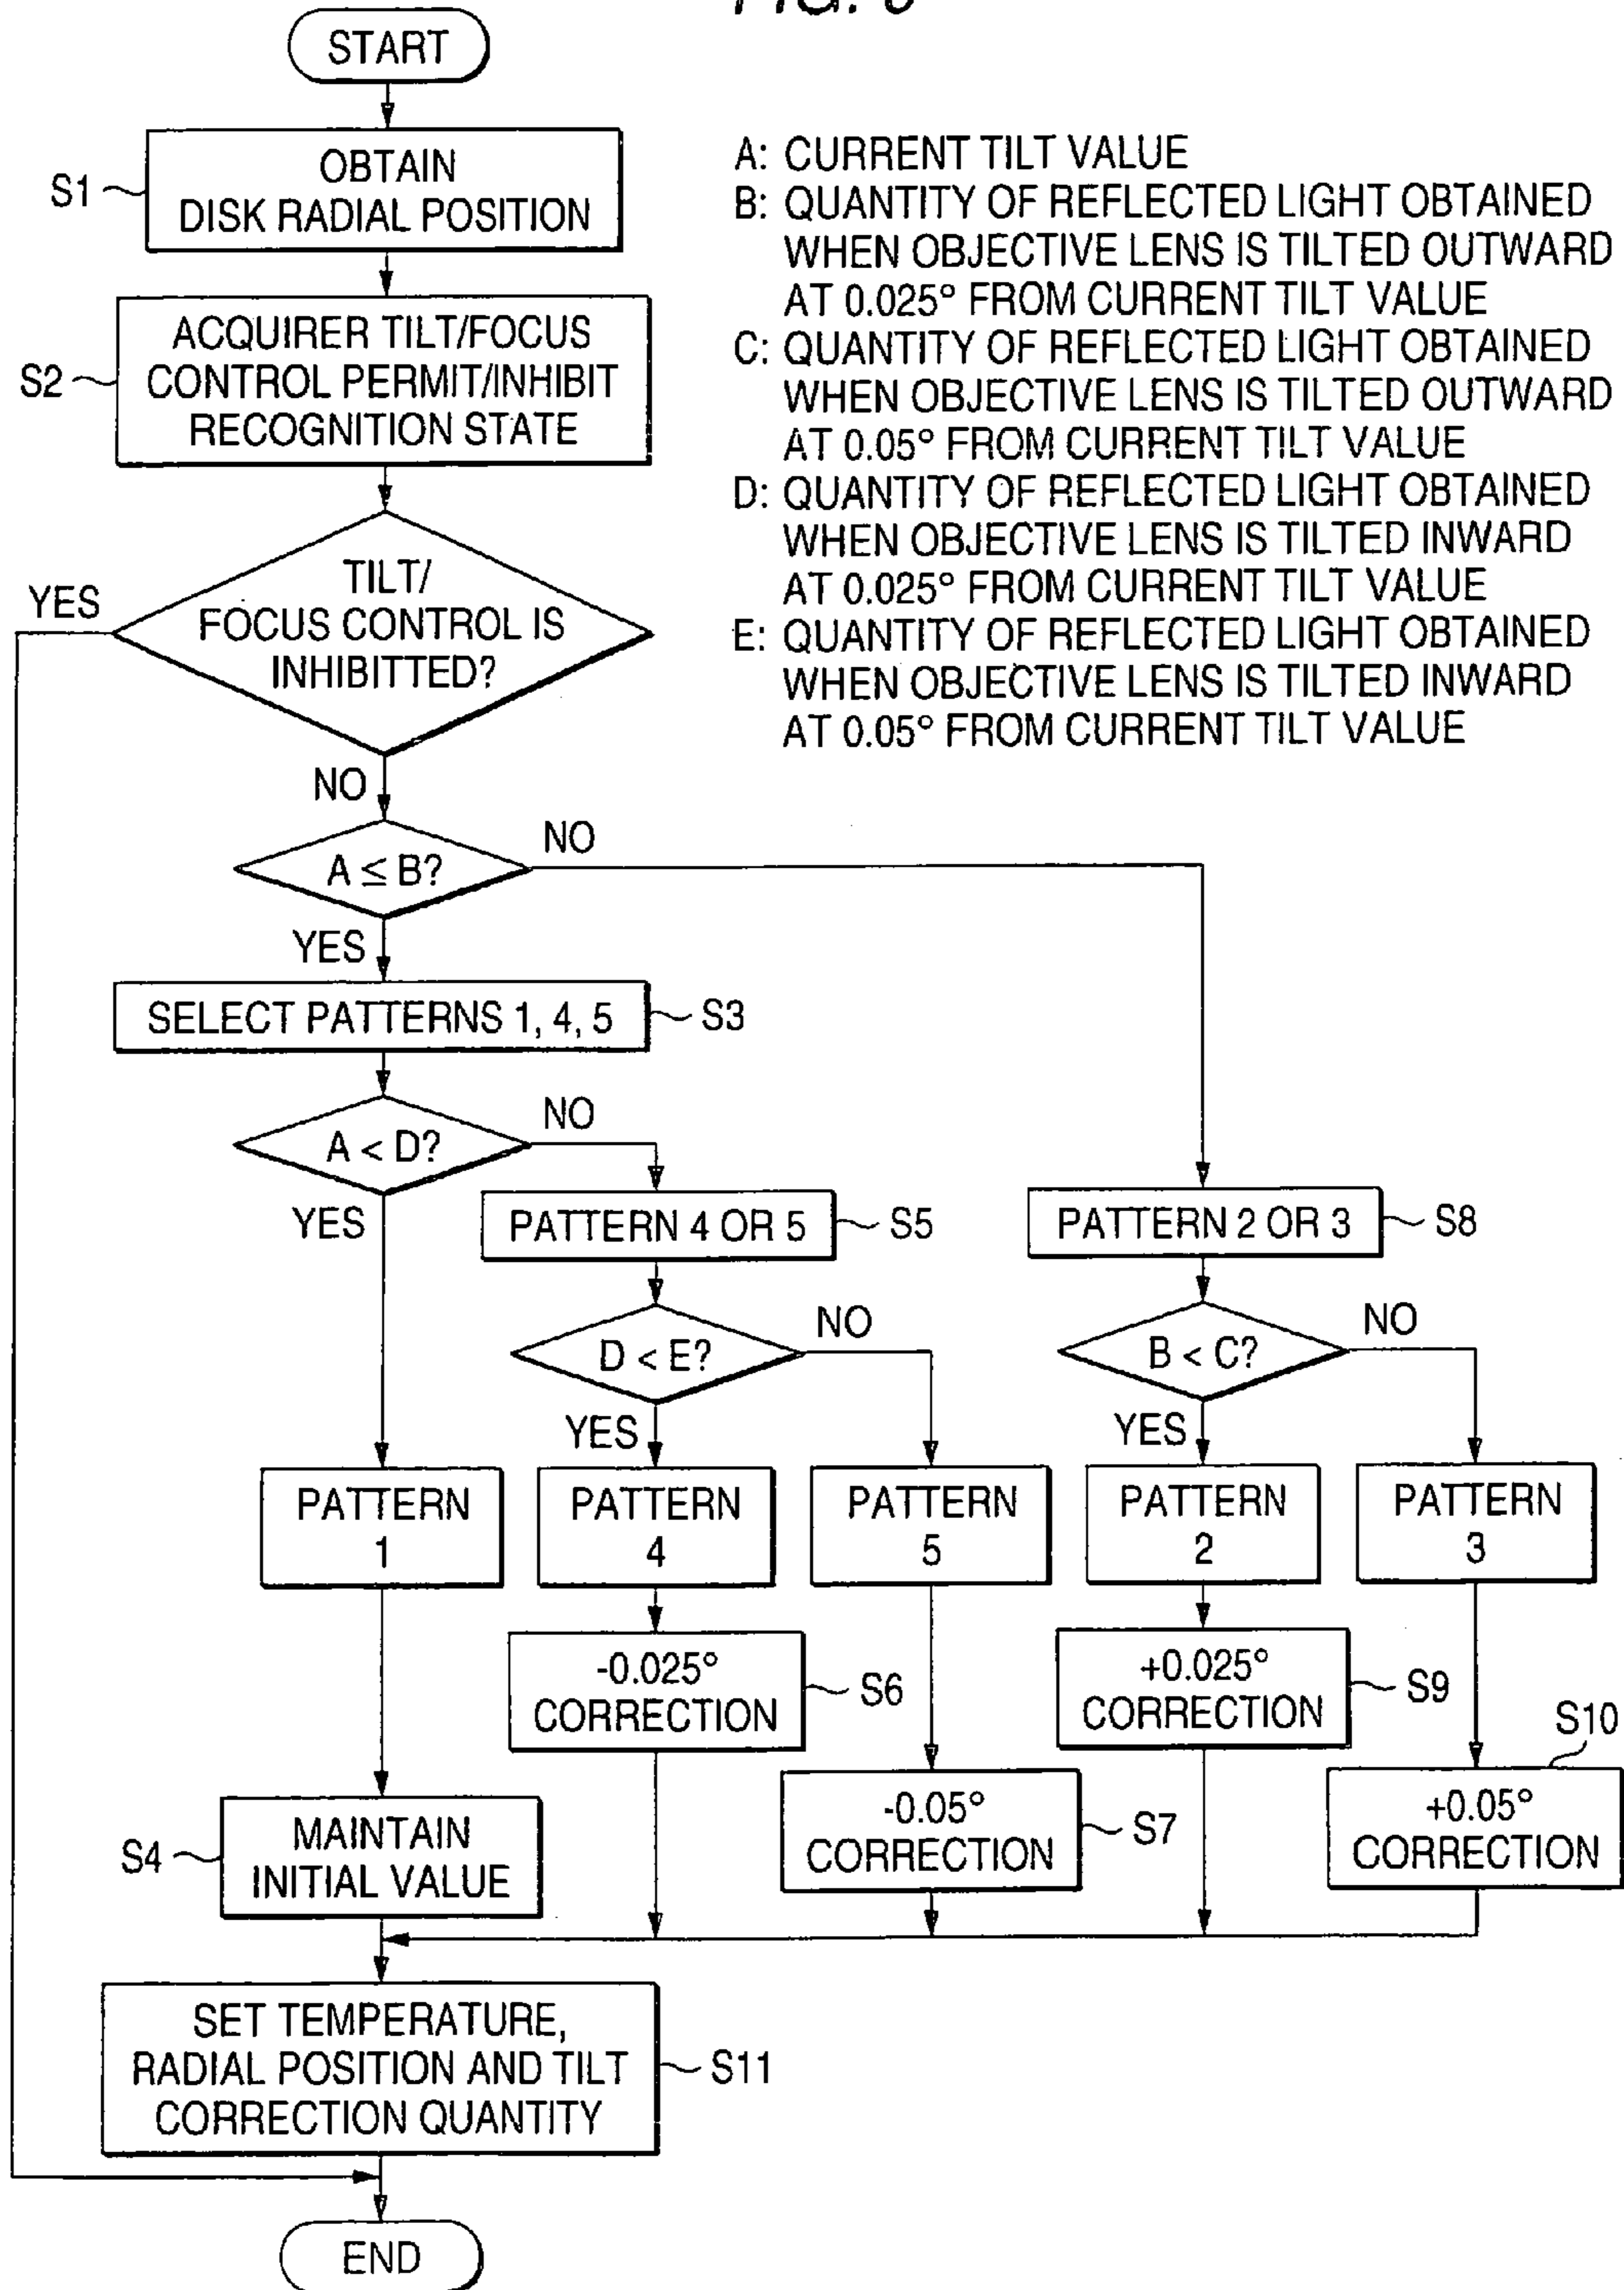 START
S1
OBTAIN
DISK RADIAL POSITION
S2
ACQUIRER TILT/FOCUS
CONTROL PERMIT/INHIBIT
RECOGNITION STATE
A: CURRENT TILT VALUE
B: QUANTITY OF REFLECTED LIGHT OBTAINED
WHEN OBJECTIVE LENS IS TILTED OUTWARD
AT 0.025° FROM CURRENT TILT VALUE
C: QUANTITY OF REFLECTED LIGHT OBTAINED
WHEN OBJECTIVE LENS IS TILTED OUTWARD
AT 0.05° FROM CURRENT TILT VALUE
D: QUANTITY OF REFLECTED LIGHT OBTAINED
WHEN OBJECTIVE LENS IS TILTED INWARD
AT 0.025° FROM CURRENT TILT VALUE
E: QUANTITY OF REFLECTED LIGHT OBTAINED
WHEN OBJECTIVE LENS IS TILTED INWARD
AT 0.05° FROM CURRENT TILT VALUE
YES
TILT/
FOCUS CONTROL IS
INHIBITTED?
NO
A ≤ B?
NO
YES
SELECT PATTERNS 1, 4, 5
S3
A < D?
NO
YES
PATTERN 4 OR 5
S5
PATTERN 2 OR 3
S8
D < E?
NO
YES
B < C?
NO
YES
PATTERN
1
PATTERN
4
PATTERN
5
PATTERN
2
PATTERN
3
-0.025°
CORRECTION
S6
+0.025°
CORRECTION
S9
S10
S4
MAINTAIN
INITIAL VALUE
-0.05°
CORRECTION
S7
+0.05°
CORRECTION
SET TEMPERATURE,
RADIAL POSITION AND TILT
CORRECTION QUANTITY
S11
END